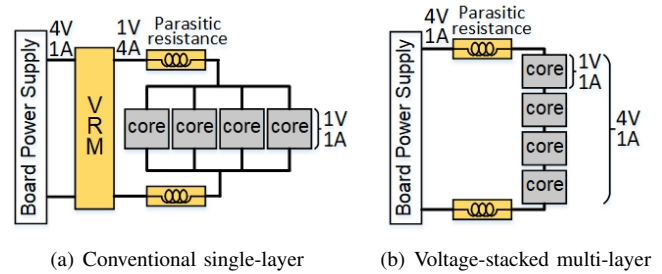 4V
1A
1V
4A
Parasitic
resistance
Board Power Supply
VRM
core
core
core
core
1V
1A
(a) Conventional single-layer
4V
1A
Parasitic
resistance
Board Power Supply
core
core
core
core
1V
1A
4V
1A
(b) Voltage-stacked multi-layer